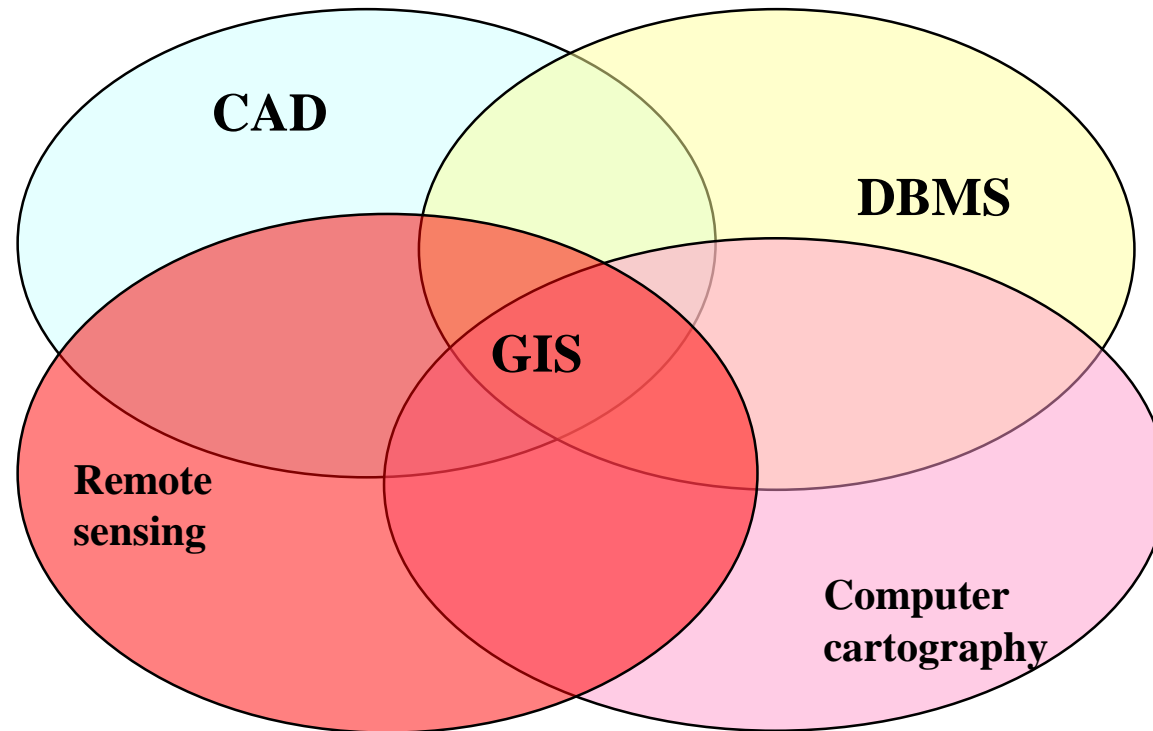 CAD
DBMS
GIS
Remote
sensing
Computer
cartography